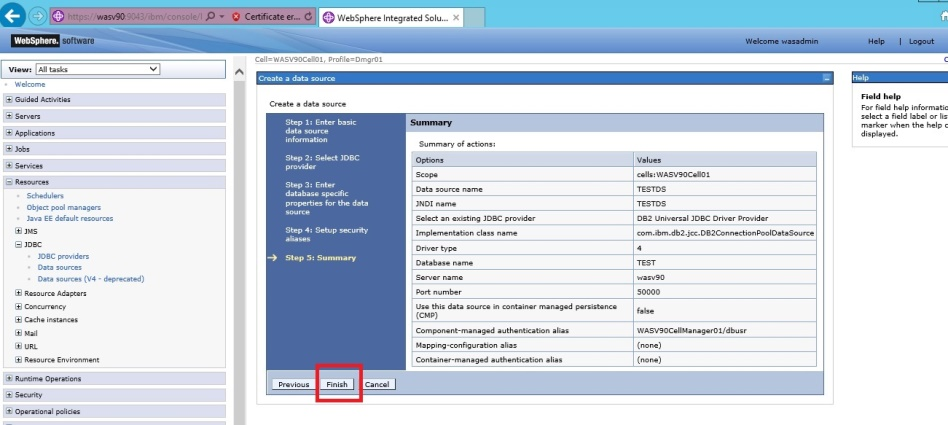 https://wasv90:9043/ibm/console/l
Certificate er...
WebSphere Integrated Solu...
WebSphere. software
Welcome wasadmin
Help | Logout
Cell=WASV90Cell01, Profile=Dmgr01
View: All tasks
Welcome
Guided Activities
Servers
Applications
Jobs
Services
Resources
Schedulers
Object pool managers
Java EE default resources
JMS
JDBC
JDBC providers
Data sources
Data sources (V4 - deprecated)
Resource Adapters
Concurrency
Cache instances
Mail
URL
Resource Environment
Runtime Operations
Security
Operational policies
Create a data source
Create a data source
Step 1: Enter basic
data source
information
Step 2: Select JDBC
provider
Step 3: Enter
database specific
properties for the data
source
Step 4: Setup security
aliases
Step 5: Summary
Summary
Summary of actions:
Options Values
Scope cells:WASV90Cell01
Data source name TESTDS
JNDI name TESTDS
Select an existing JDBC provider DB2 Universal JDBC Driver Provider
Implementation class name com.ibm.db2.jcc.DB2ConnectionPoolDataSource
Driver type 4
Database name TEST
Server name wasv90
Port number 50000
Use this data source in container managed persistence
(CMP) false
Component-managed authentication alias WASV90CellManager01/dbusr
Mapping-configuration alias (none)
Container-managed authentication alias (none)
Previous Finish Cancel
Help
Field help
For field help informatio
select a field label or lis
marker when the help c
displayed.